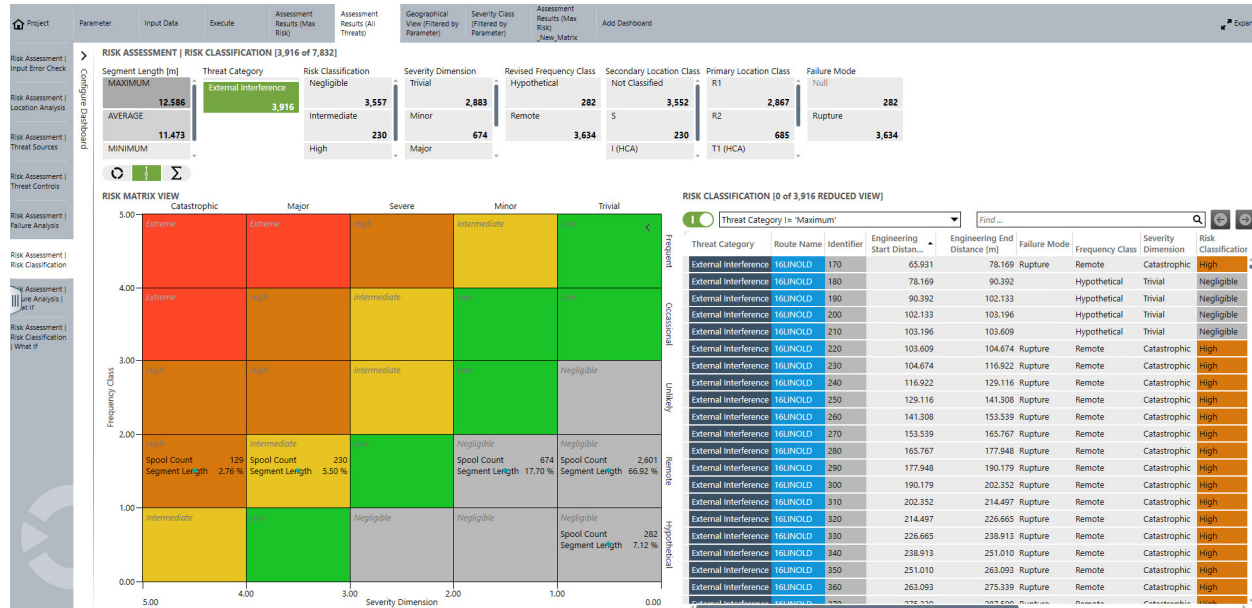 Project
Parameter
Input Data
Execute
Assessment
Results (Max
Risk)
Assessment
Results (All
Threats)
Geographical
View (Filtered by
Parameter)
Severity Class
(Filtered by
Parameter)
Assessment
Results (Max
Risk)
_New_Matrix
Add Dashboard
Expan
Risk Assessment |
Input Error Check
Risk Assessment |
Location Analysis
Risk Assessment |
Threat Sources
Risk Assessment |
Threat Controls
Risk Assessment |
Failure Analysis
Risk Assessment |
Risk Classification
Risk Assessment |
Risk Classification
| What If
Configure Dashboard
RISK ASSESSMENT | RISK CLASSIFICATION [3,916 of 7,832]
Segment Length [m]
MAXIMUM
12.586
AVERAGE
11.473
MINIMUM
Threat Category
External Interference
3,916
Risk Classification
Negligible
3,557
Intermediate
230
High
Severity Dimension
Trivial
2,883
Minor
674
Major
Revised Frequency Class
Hypothetical
282
Remote
3,634
Secondary Location Class
Not Classified
3,552
S
230
I (HCA)
Primary Location Class
R1
2,867
R2
685
T1 (HCA)
Failure Mode
Null
282
Rupture
3,634
RISK MATRIX VIEW
Catastrophic Major Severe Minor Trivial
5.00
Extreme Extreme High Intermediate
Frequent
4.00
Extreme High Intermediate
Occassional
3.00
High High Intermediate Negligible
Unlikely
Frequency Class
2.00
High Intermediate Negligible Negligible
Spool Count 129 Spool Count 230 Spool Count 674 Spool Count 2,601
Segment Length 2.76 % Segment Length 5.50 % Segment Length 17.70 % Segment Length 66.92 %
Remote
1.00
Intermediate Negligible Negligible Negligible
Spool Count 282
Segment Length 7.12 %
Hypothetical
0.00
5.00 4.00 3.00 2.00 1.00 0.00
Severity Dimension
RISK CLASSIFICATION [0 of 3,916 REDUCED VIEW]
Threat Category != 'Maximum'
Find ...
Threat Category Route Name Identifier Engineering Start Distan... Engineering End Distance [m] Failure Mode Frequency Class Severity Dimension Risk Classification
External Interference 16LINOLD 170 65.931 78.169 Rupture Remote Catastrophic High
External Interference 16LINOLD 180 78.169 90.392 Hypothetical Trivial Negligible
External Interference 16LINOLD 190 90.392 102.133 Hypothetical Trivial Negligible
External Interference 16LINOLD 200 102.133 103.196 Hypothetical Trivial Negligible
External Interference 16LINOLD 210 103.196 103.609 Hypothetical Trivial Negligible
External Interference 16LINOLD 220 103.609 104.674 Rupture Remote Catastrophic High
External Interference 16LINOLD 230 104.674 116.922 Rupture Remote Catastrophic High
External Interference 16LINOLD 240 116.922 129.116 Rupture Remote Catastrophic High
External Interference 16LINOLD 250 129.116 141.308 Rupture Remote Catastrophic High
External Interference 16LINOLD 260 141.308 153.539 Rupture Remote Catastrophic High
External Interference 16LINOLD 270 153.539 165.767 Rupture Remote Catastrophic High
External Interference 16LINOLD 280 165.767 177.948 Rupture Remote Catastrophic High
External Interference 16LINOLD 290 177.948 190.179 Rupture Remote Catastrophic High
External Interference 16LINOLD 300 190.179 202.352 Rupture Remote Catastrophic High
External Interference 16LINOLD 310 202.352 214.497 Rupture Remote Catastrophic High
External Interference 16LINOLD 320 214.497 226.665 Rupture Remote Catastrophic High
External Interference 16LINOLD 330 226.665 238.913 Rupture Remote Catastrophic High
External Interference 16LINOLD 340 238.913 251.010 Rupture Remote Catastrophic High
External Interference 16LINOLD 350 251.010 263.093 Rupture Remote Catastrophic High
External Interference 16LINOLD 360 263.093 275.339 Rupture Remote Catastrophic High